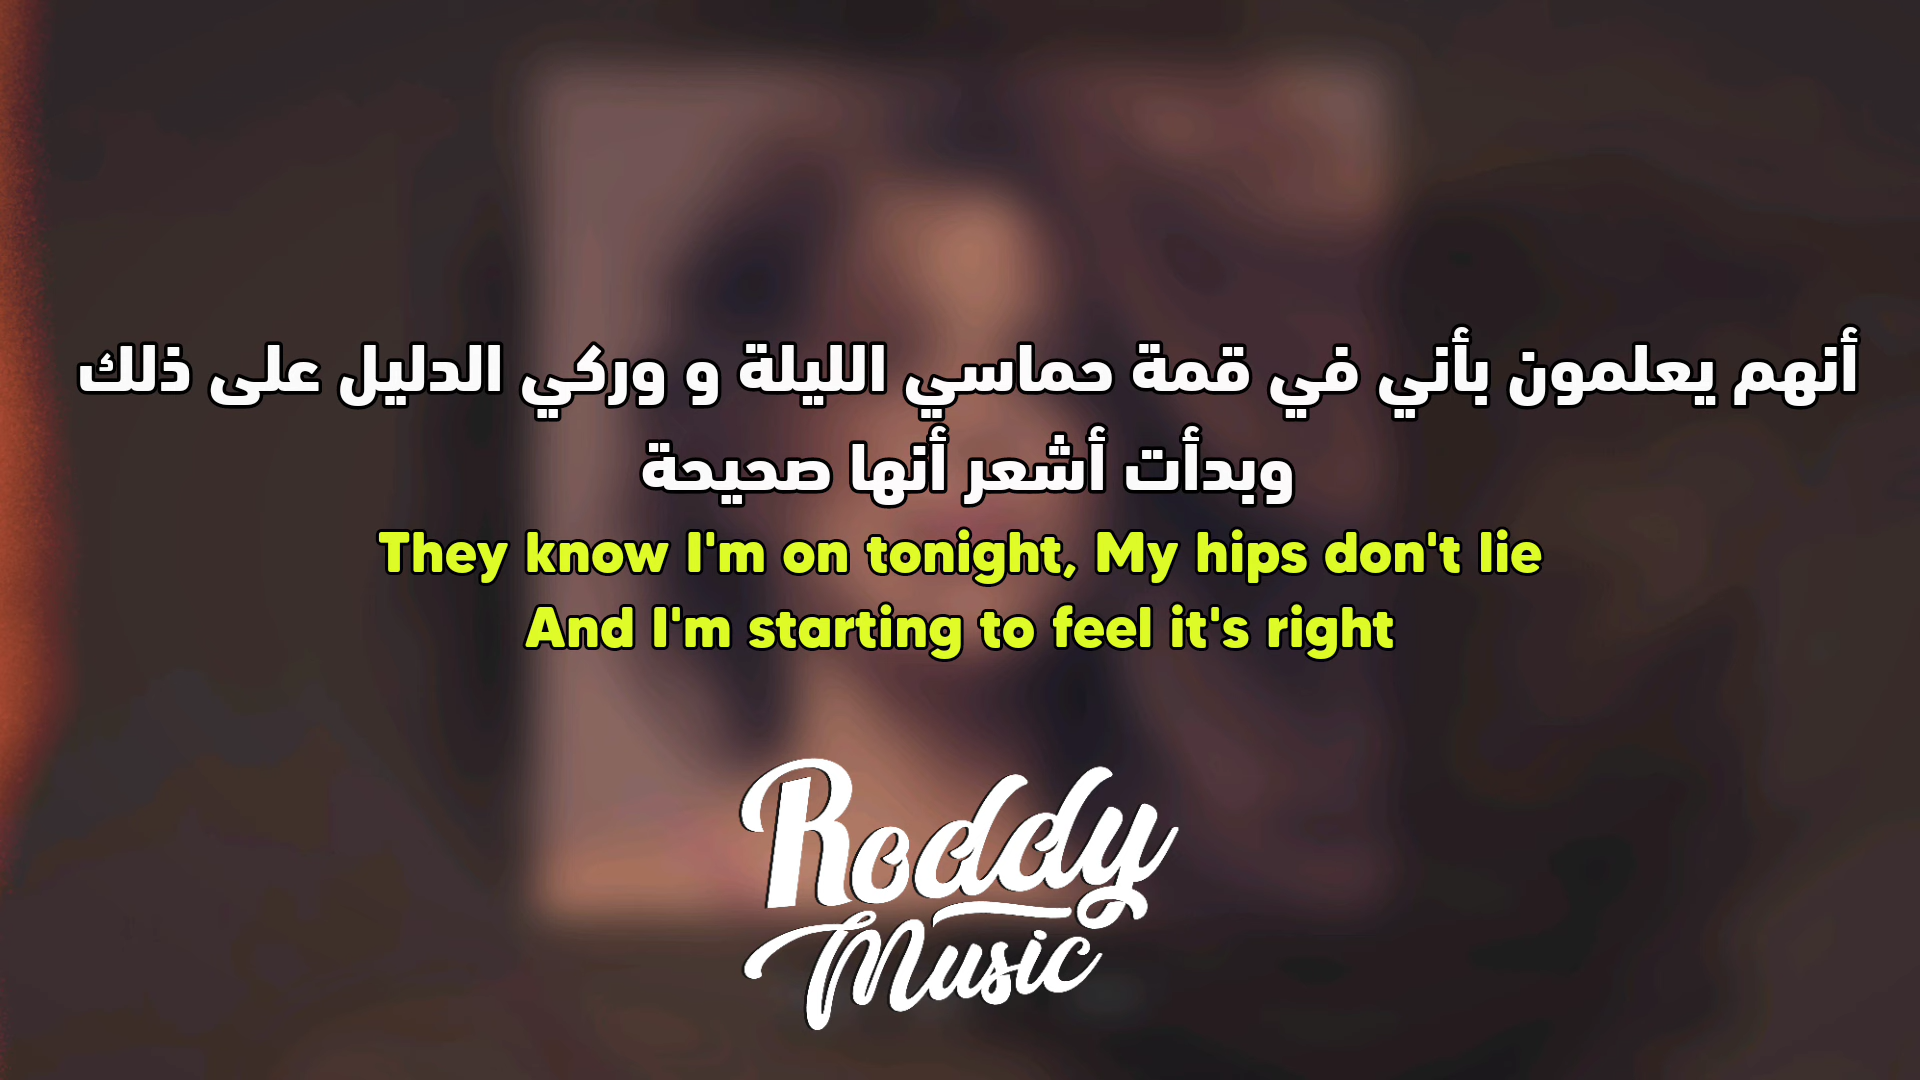 أنهم يعلمون بأني في قمة حماسي الليلة و وركي الدليل على ذلك
وبدأت أشعر أنها صحيحة
They know I'm on tonight, My hips don't lie
And I'm starting to feel it's right
Roddy
Music